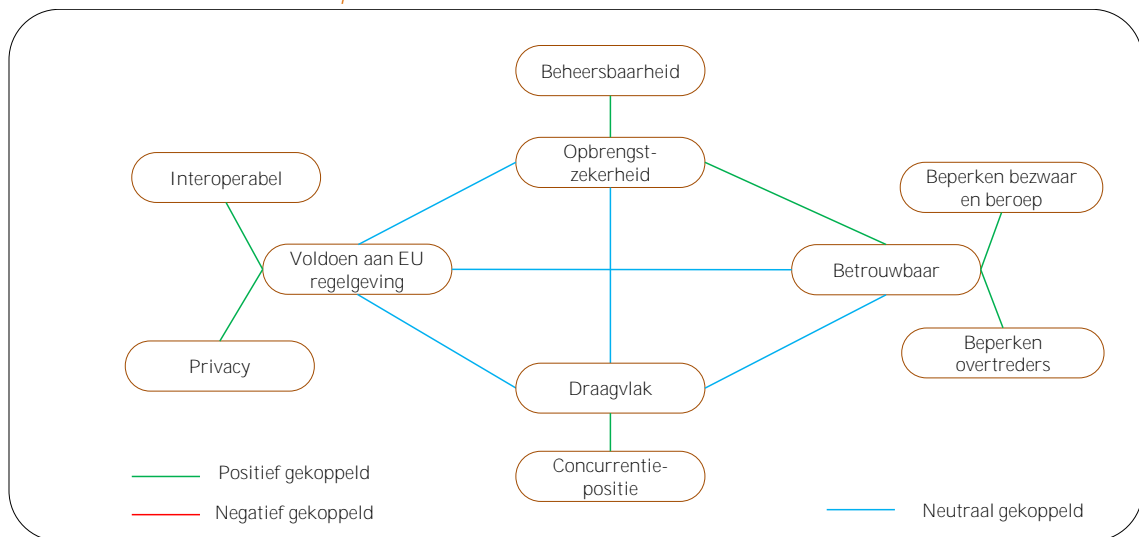 Beheersbaarheid
Opbrengst-
zekerheid
Interoperabel
Beperken bezwaar
en beroep
Voldoen aan EU
regelgeving
Betrouwbaar
Privacy
Beperken
overtreders
Draagvlak
Concurrentie-
positie
Positief gekoppeld
Negatief gekoppeld
Neutraal gekoppeld